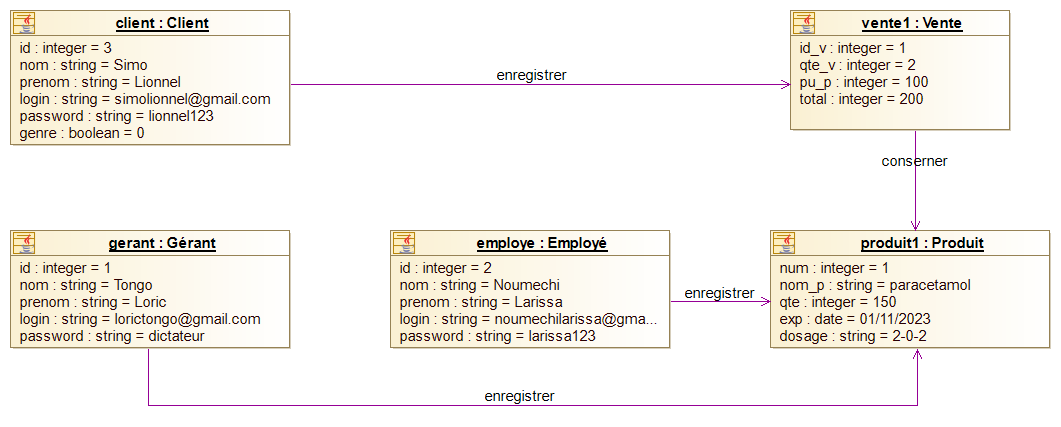 client : Client
id : integer = 3
nom : string = Simo
prenom : string = Lionnel
login : string = simolionnel@gmail.com
password : string = lionnel123
genre : boolean = 0
enregistrer
vente1 : Vente
id_v : integer = 1
qte_v : integer = 2
pu_p : integer = 100
total : integer = 200
conserner
gerant : Gérant
id : integer = 1
nom : string = Tongo
prenom : string = Loric
login : string = lorictongo@gmail.com
password : string = dictateur
employe : Employé
id : integer = 2
nom : string = Noumechi
prenom : string = Larissa
login : string = noumechilarissa@gma...
password : string = larissa123
enregistrer
produit1 : Produit
num : integer = 1
nom_p : string = paracetamol
qte : integer = 150
exp : date = 01/11/2023
dosage : string = 2-0-2
enregistrer